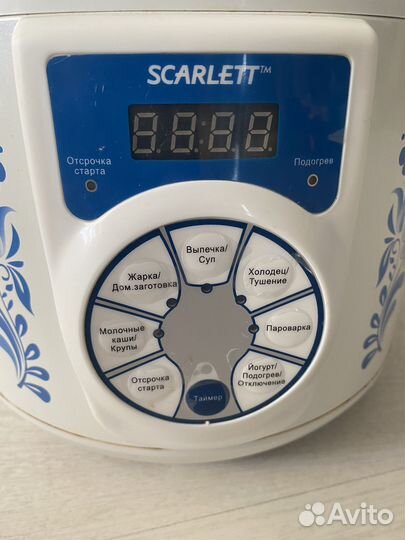 SCARLETT™
Отсрочка
старта
Подогрев
Выпечка/
Суп
Жарка/
Дом.заготовка
Холодец/
Тушение
Молочные
каши/
Крупы
Пароварка
Отсрочка
старта
Йогурт/
Подогрев/
Отключение
Таймер
Avito